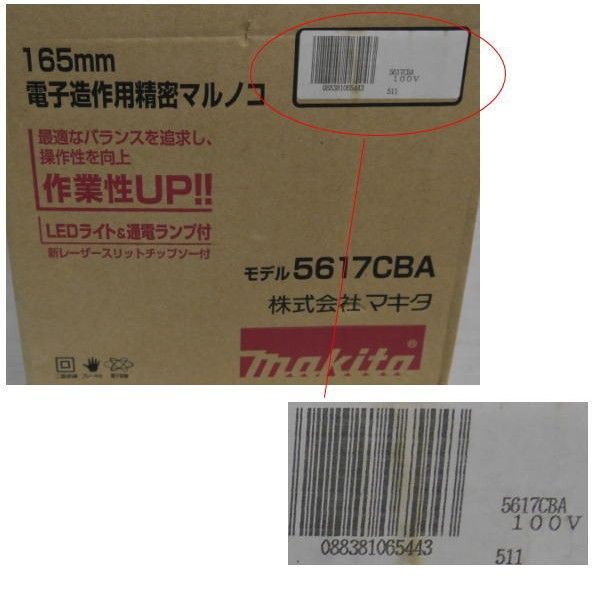 165mm
電子造作用精密マルノコ
5617CBA
100V
088381065443
511
最適なバランスを追求し、
操作性を向上
作業性UP!!
LEDライト&通電ランプ付
新レーザースリットチップソー付
モデル5617CBA
株式会社マキタ
makita®
5617CBA
100V
088381065443
511